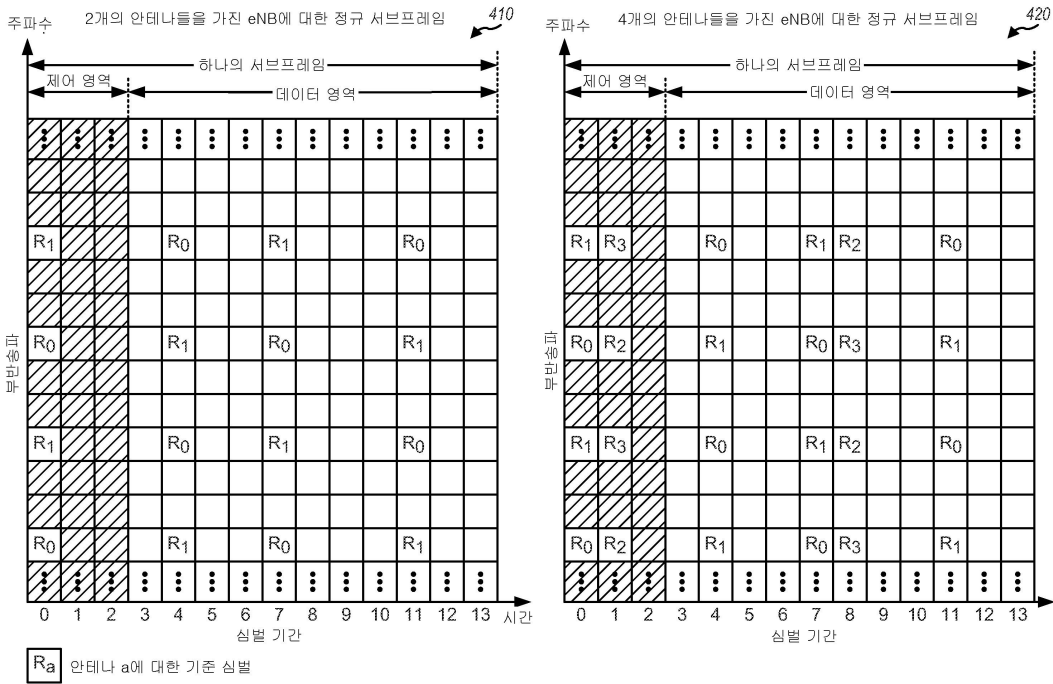 주파수 2개의 안테나들을 가진 eNB에 대한 정규 서브프레임 410
하나의 서브프레임
제어 영역
데이터 영역
R1 R0 R1 R0
R0 R1 R0 R1
R1 R0 R1 R0
R0 R1 R0 R1
부반송파
0 1 2 3 4 5 6 7 8 9 10 11 12 13 시간
심벌 기간
주파수 4개의 안테나들을 가진 eNB에 대한 정규 서브프레임 420
하나의 서브프레임
제어 영역
데이터 영역
R1 R3 R0 R1 R2 R0
R0 R2 R1 R0 R3 R1
R1 R3 R0 R1 R2 R0
R0 R2 R1 R0 R3 R1
부반송파
0 1 2 3 4 5 6 7 8 9 10 11 12 13
심벌 기간
Ra 안테나 a에 대한 기준 심벌